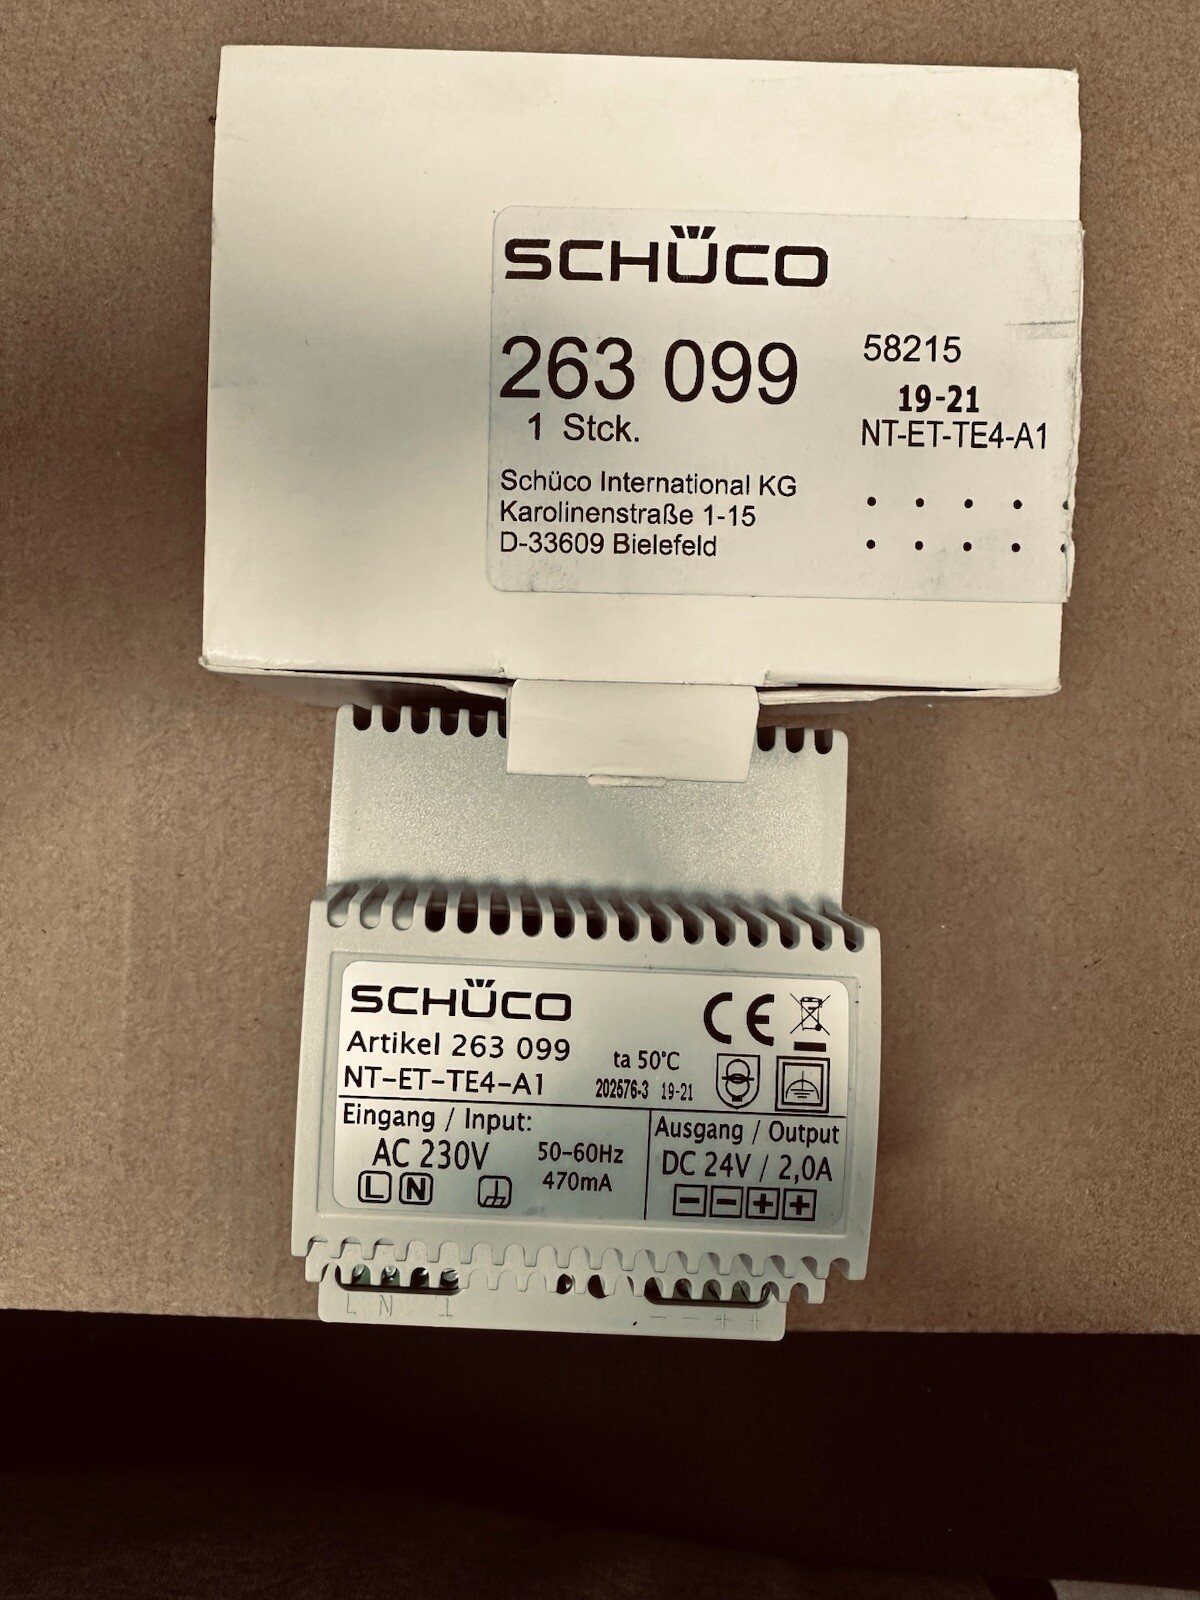 SCHÜCO
263 099
1 Stck.
58215
19-21
NT-ET-TE4-A1
Schüco International KG
Karolinenstraße 1-15
D-33609 Bielefeld
SCHÜCO
Artikel 263 099
NT-ET-TE4-A1
ta 50°C
202576-3 19-21
CE
Eingang / Input:
AC 230V
50-60Hz
470mA
L N
Ausgang / Output
DC 24V / 2,0A
− − + +
L N
− − + +